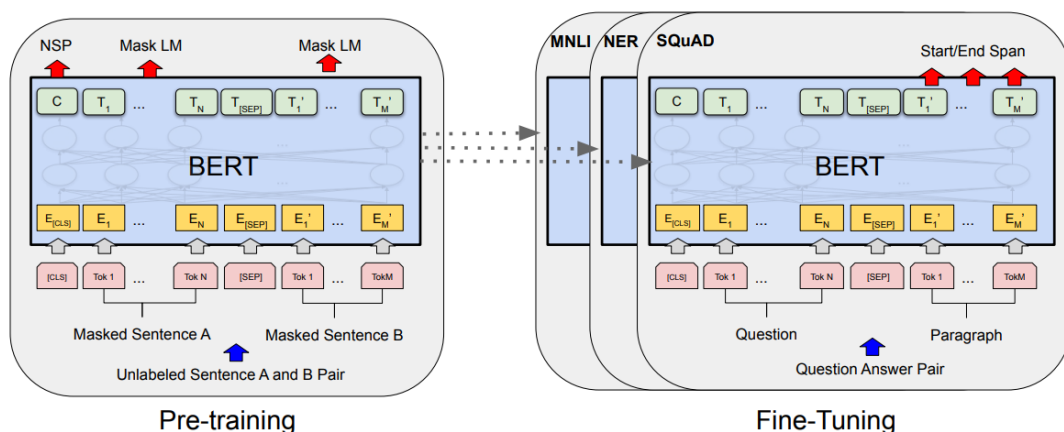 NSP Mask LM Mask LM
C T1 ... TN T[SEP] T1' ... TM'
BERT
E[CLS] E1 ... EN E[SEP] E1' ... EM'
[CLS] Tok 1 ... Tok N [SEP] Tok 1 ... TokM
Masked Sentence A Masked Sentence B
Unlabeled Sentence A and B Pair
Pre-training
MNLI NER SQuAD
Start/End Span
C T1 ... TN T[SEP] T1' ... TM'
BERT
E[CLS] E1 ... EN E[SEP] E1' ... EM'
[CLS] Tok 1 ... Tok N [SEP] Tok 1 ... TokM
Question Paragraph
Question Answer Pair
Fine-Tuning